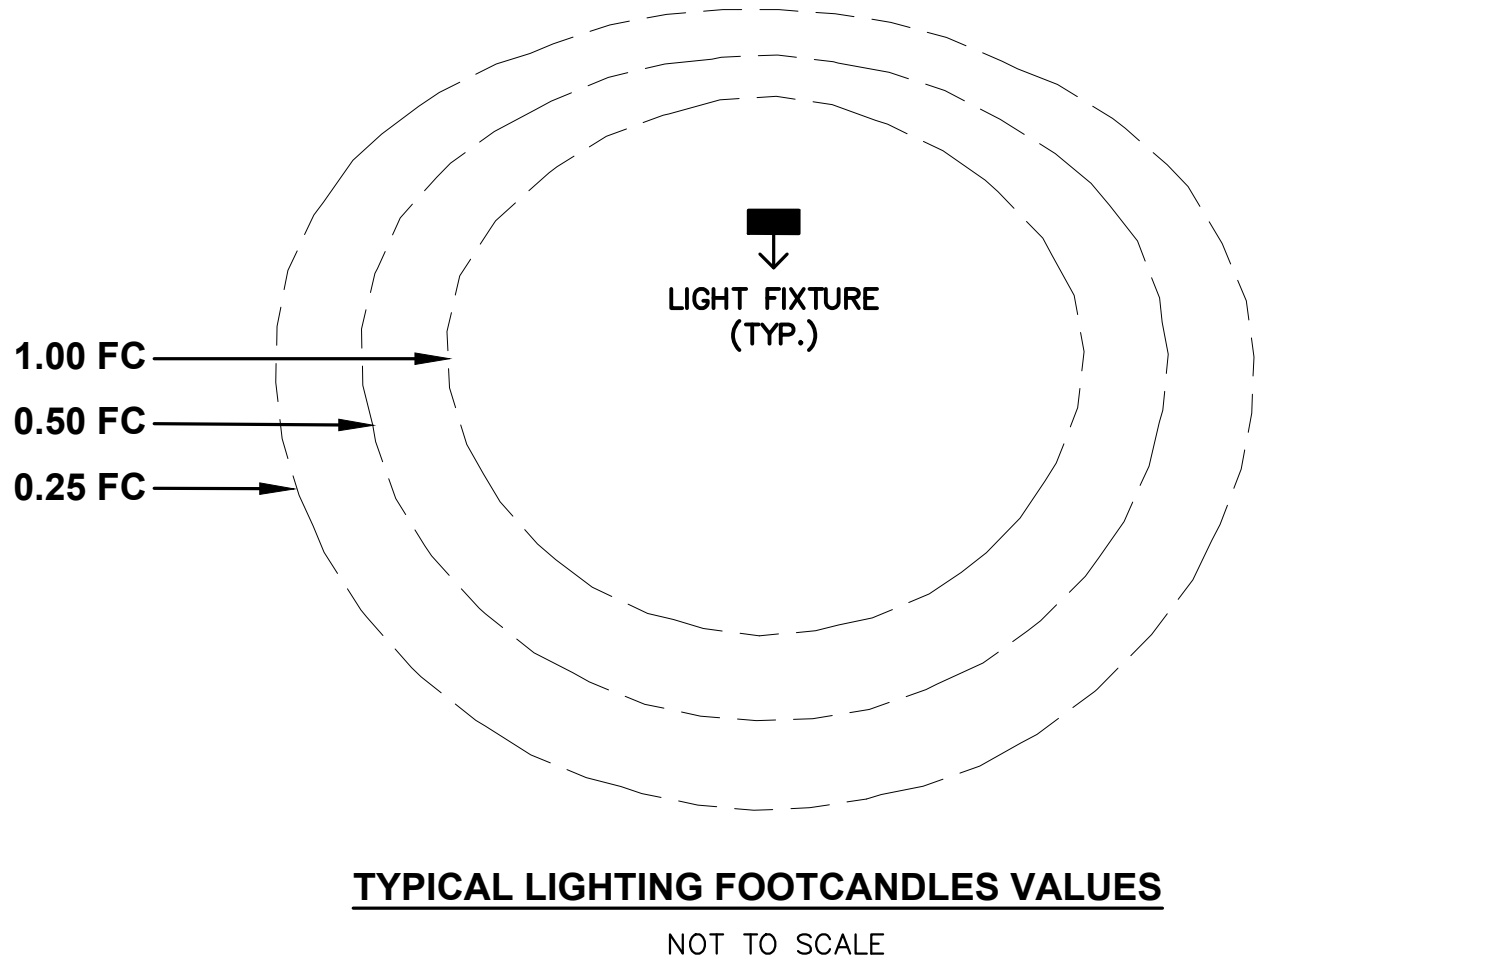 LIGHT FIXTURE
(TYP.)
1.00 FC
0.50 FC
0.25 FC
TYPICAL LIGHTING FOOTCANDLES VALUES
NOT TO SCALE